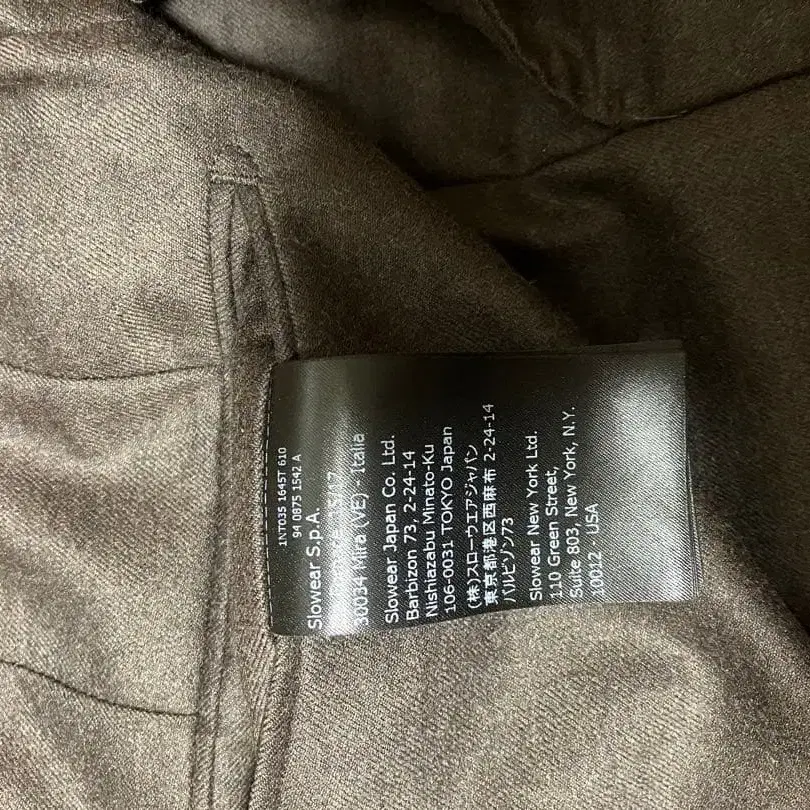 1NT035 1645T 610
94 0875 1542 A
Slowear S.p.A.
5/17
30034 Mira (VE) - Italia
Slowear Japan Co. Ltd.
Barbizon 73, 2-24-14
Nishiazabu Minato-Ku
106-0031 TOKYO Japan
(株)スローウエアジャパン
東京都港区西麻布 2-24-14
バルビゾン73
Slowear New York Ltd.
110 Green Street,
Suite 803, New York, N.Y.
10012 - USA